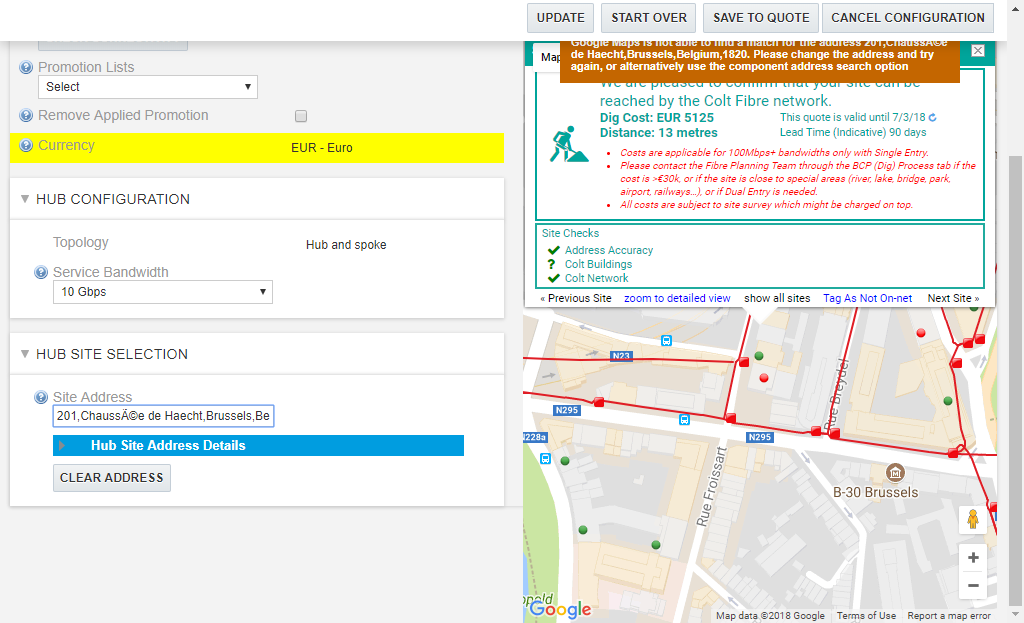 UPDATE
START OVER
SAVE TO QUOTE
CANCEL CONFIGURATION
Promotion Lists
Select
Remove Applied Promotion
Currency
EUR - Euro
HUB CONFIGURATION
Topology
Hub and spoke
Service Bandwidth
10 Gbps
HUB SITE SELECTION
Site Address
201,ChaussÃ©e de Haecht,Brussels,Be
Hub Site Address Details
CLEAR ADDRESS
Map
Google Maps is not able to find a match for the address 201,ChaussÃ©e
de Haecht,Brussels,Belgium,1820. Please change the address and try
again, or alternatively use the component address search option
We are pleased to confirm that your site can be
reached by the Colt Fibre network.
Dig Cost: EUR 5125
This quote is valid until 7/3/18
Distance: 13 metres
Lead Time (Indicative) 90 days
Costs are applicable for 100Mbps+ bandwidths only with Single Entry.
Please contact the Fibre Planning Team through the BCP (Dig) Process tab if the
cost is >€30k, or if the site is close to special areas (river, lake, bridge, park,
airport, railways...), or if Dual Entry is needed.
All costs are subject to site survey which might be charged on top.
Site Checks
Address Accuracy
? Colt Buildings
Colt Network
« Previous Site
zoom to detailed view
show all sites
Tag As Not On-net
Next Site »
N23
N295
N228a
N295
Rue Breydel
Rue Froissart
B-30 Brussels
Google
Map data ©2018 Google
Terms of Use
Report a map error